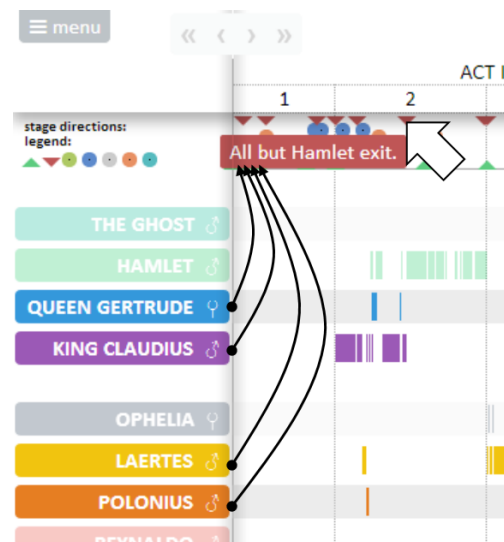 menu
ACT I
1
2
stage directions:
legend:
All but Hamlet exit.
THE GHOST
HAMLET
QUEEN GERTRUDE
KING CLAUDIUS
OPHELIA
LAERTES
POLONIUS
REYNALDO